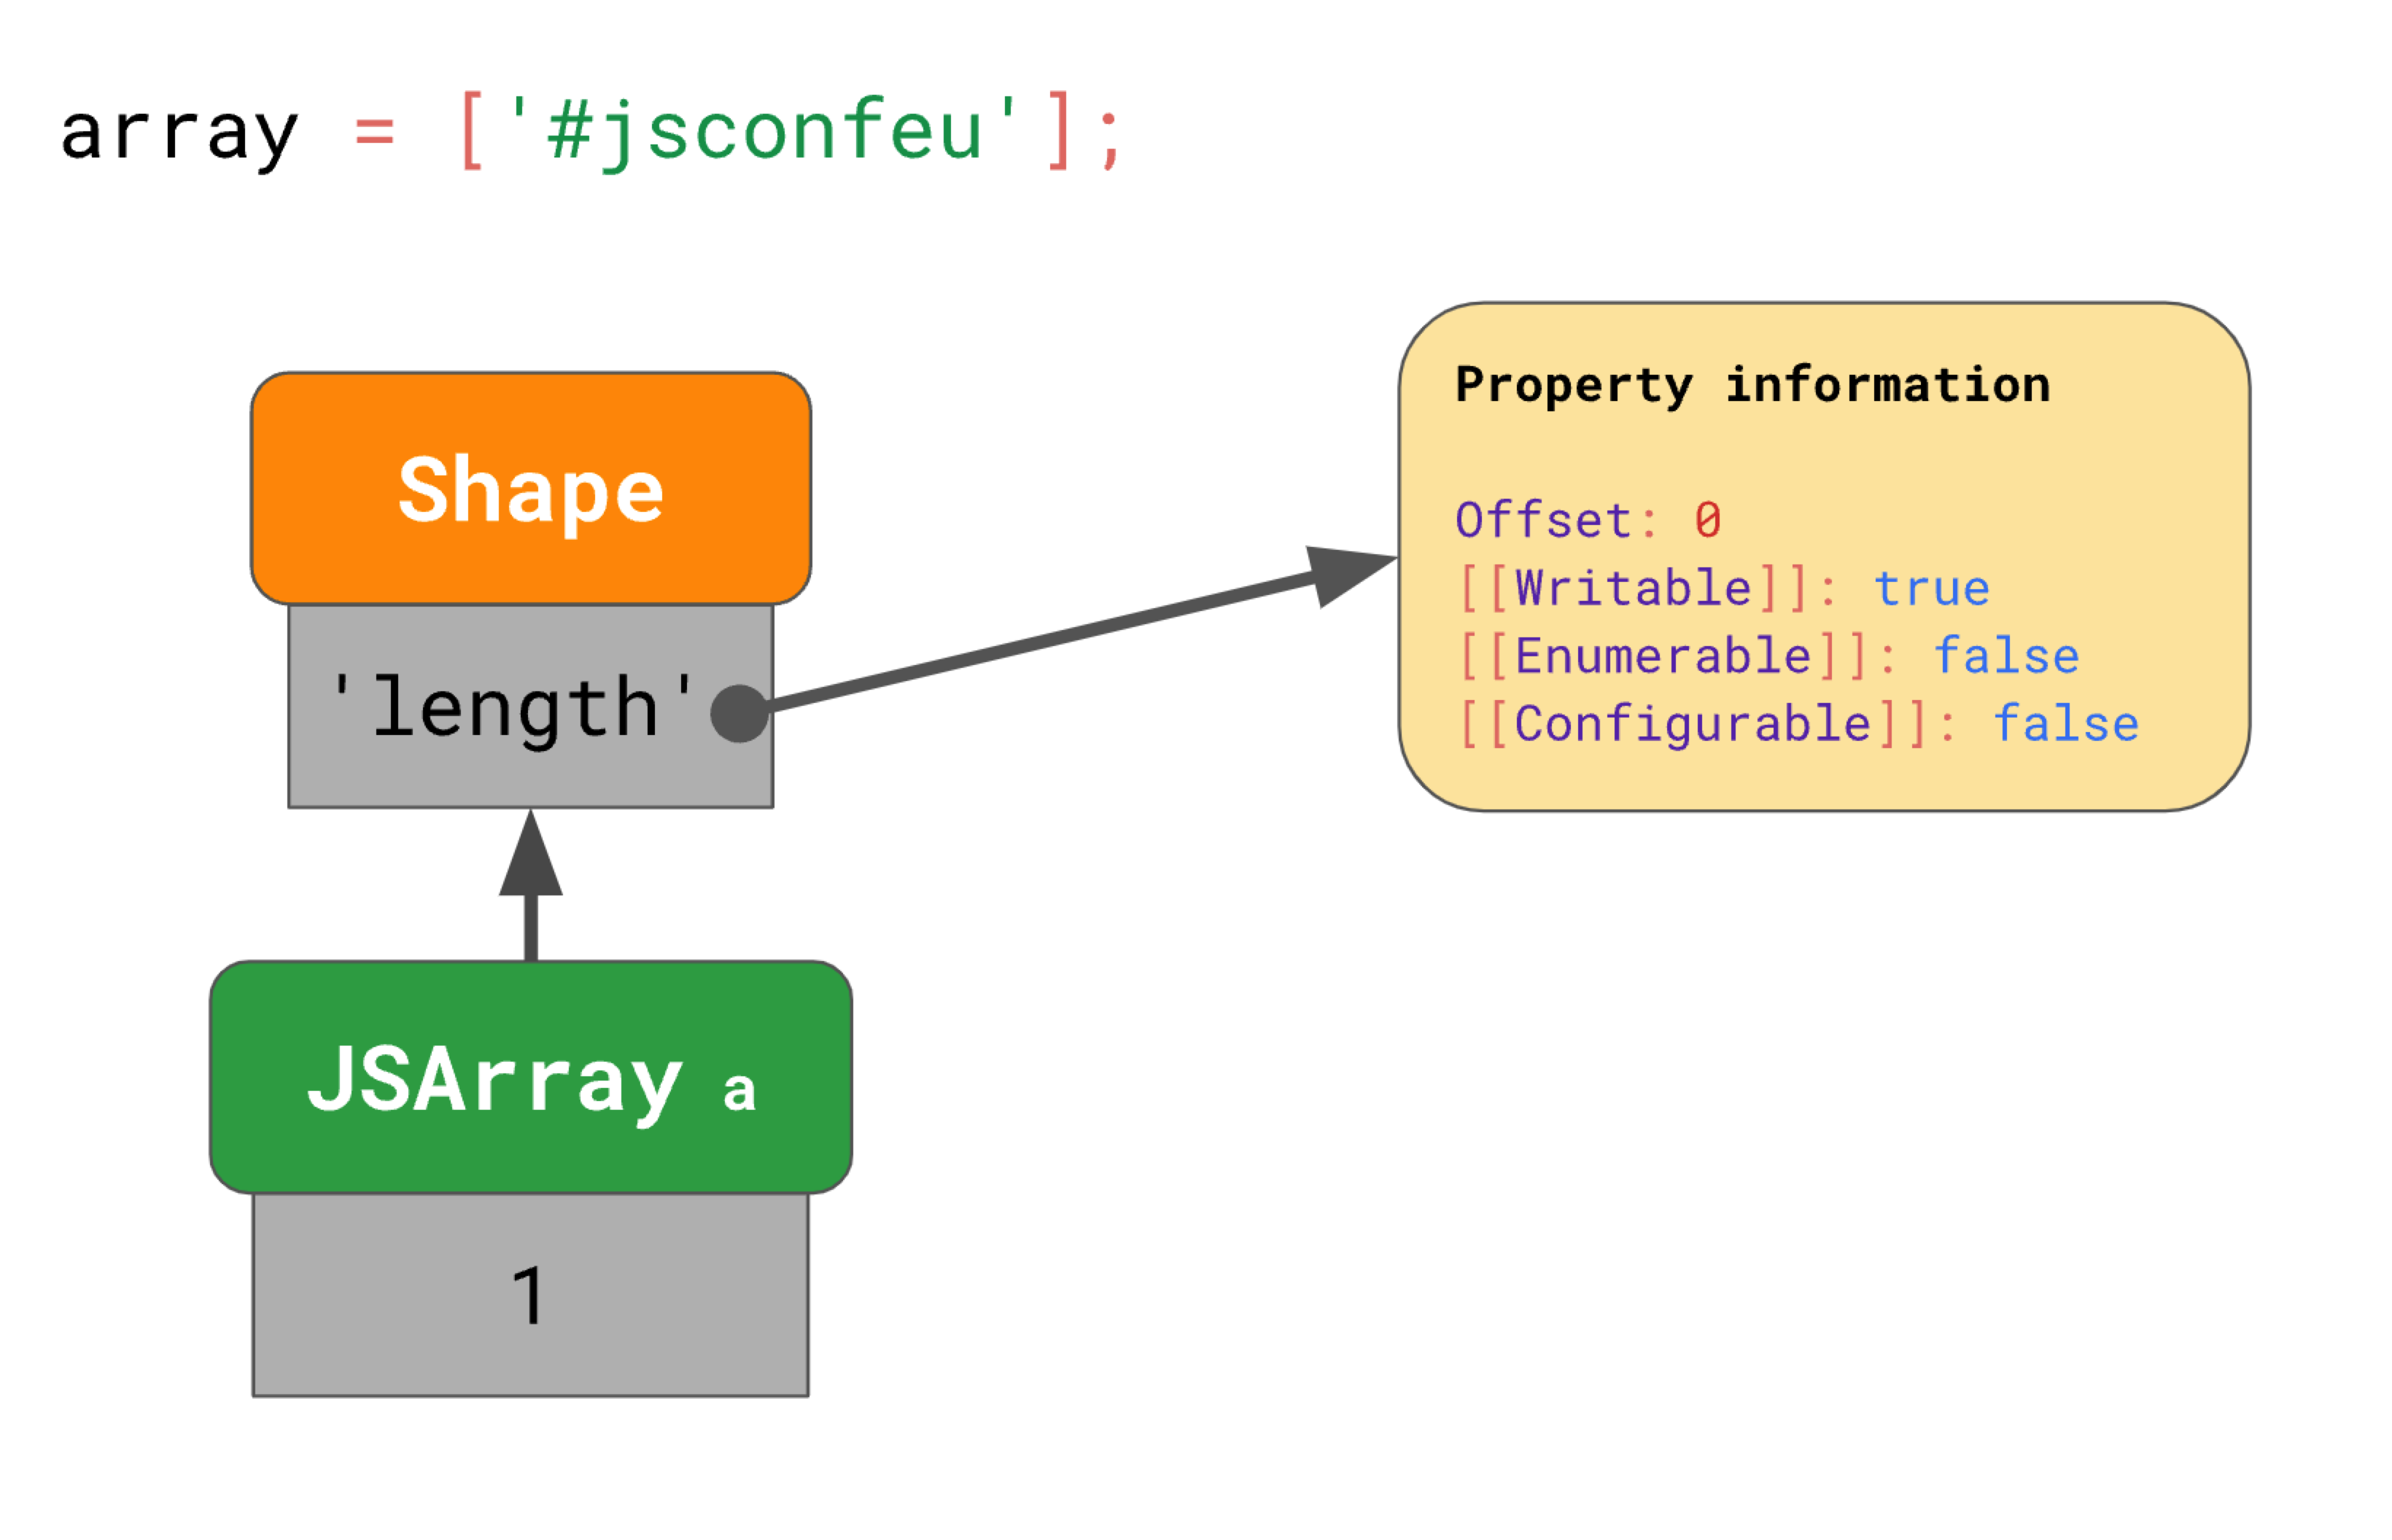 array = ['#jsconfeu'];
Shape
'length'
Property information
Offset: 0
[[Writable]]: true
[[Enumerable]]: false
[[Configurable]]: false
JSArray a
1